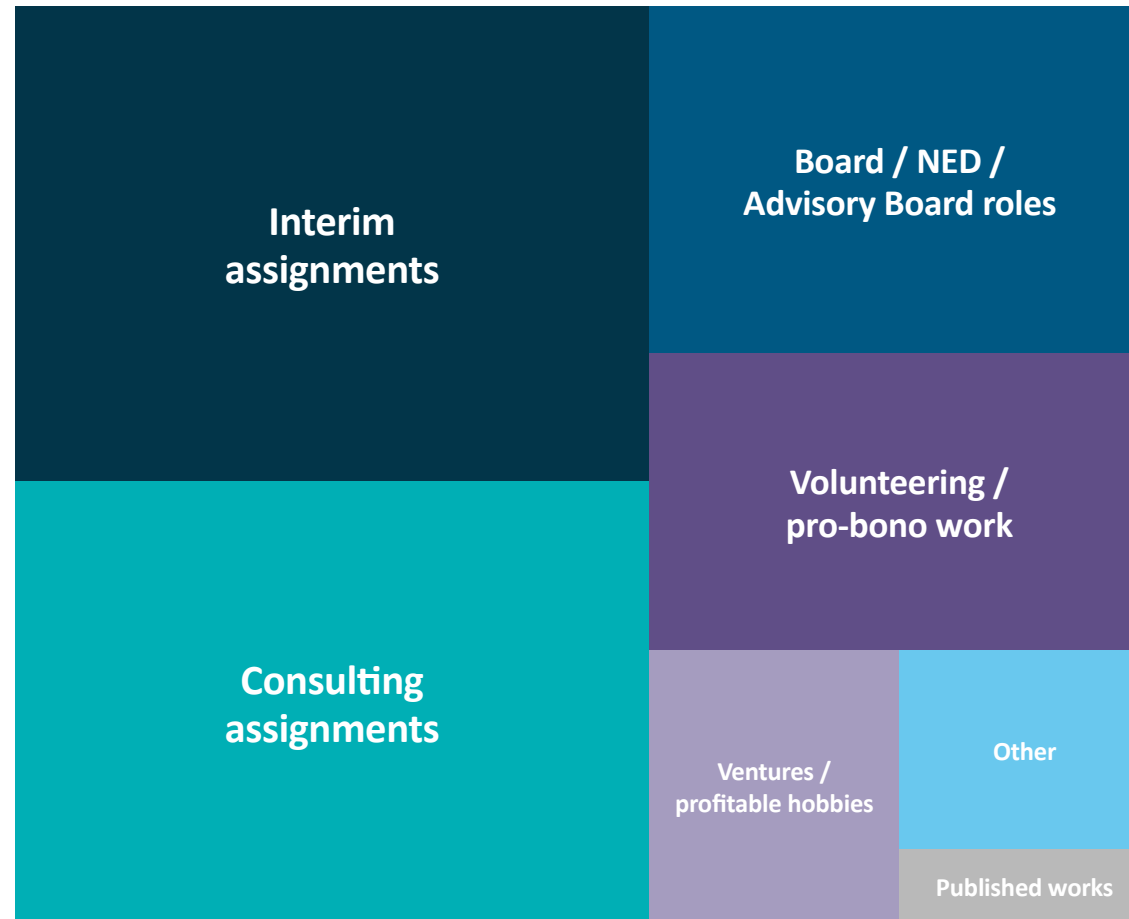 Interim
assignments
Board / NED /
Advisory Board roles
Volunteering /
pro-bono work
Consulting
assignments
Ventures /
profitable hobbies
Other
Published works